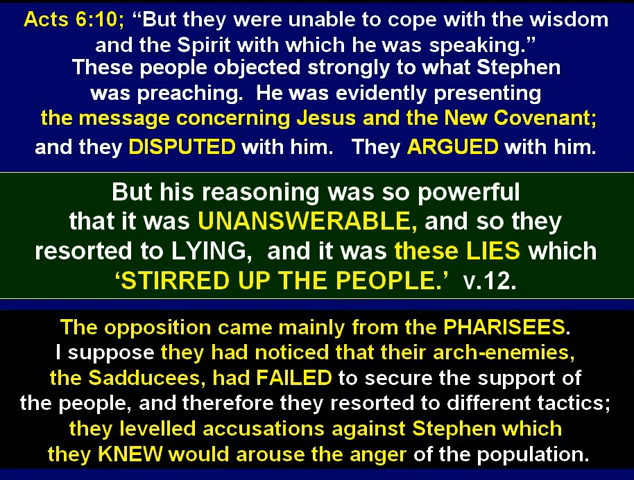 Acts 6:10; “But they were unable to cope with the wisdom
and the Spirit with which he was speaking.”
These people objected strongly to what Stephen
was preaching. He was evidently presenting
the message concerning Jesus and the New Covenant;
and they DISPUTED with him. They ARGUED with him.
But his reasoning was so powerful
that it was UNANSWERABLE, and so they
resorted to LYING, and it was these LIES which
‘STIRRED UP THE PEOPLE.’ v.12.
The opposition came mainly from the PHARISEES.
I suppose they had noticed that their arch-enemies,
the Sadducees, had FAILED to secure the support of
the people, and therefore they resorted to different tactics;
they levelled accusations against Stephen which
they KNEW would arouse the anger of the population.